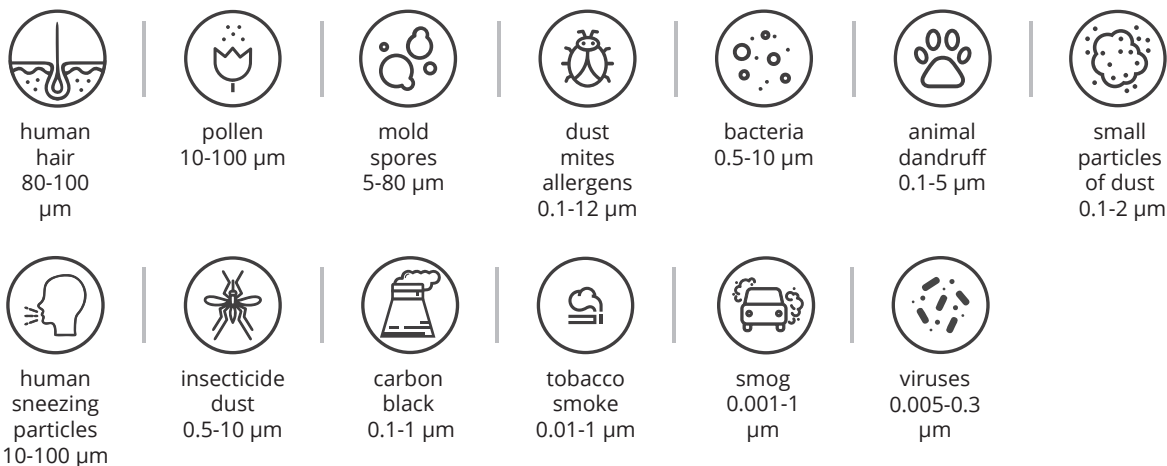 human
hair
80-100
µm
pollen
10-100 µm
mold
spores
5-80 µm
dust
mites
allergens
0.1-12 µm
bacteria
0.5-10 µm
animal
dandruff
0.1-5 µm
small
particles
of dust
0.1-2 µm
human
sneezing
particles
10-100 µm
insecticide
dust
0.5-10 µm
carbon
black
0.1-1 µm
tobacco
smoke
0.01-1 µm
smog
0.001-1
µm
viruses
0.005-0.3
µm